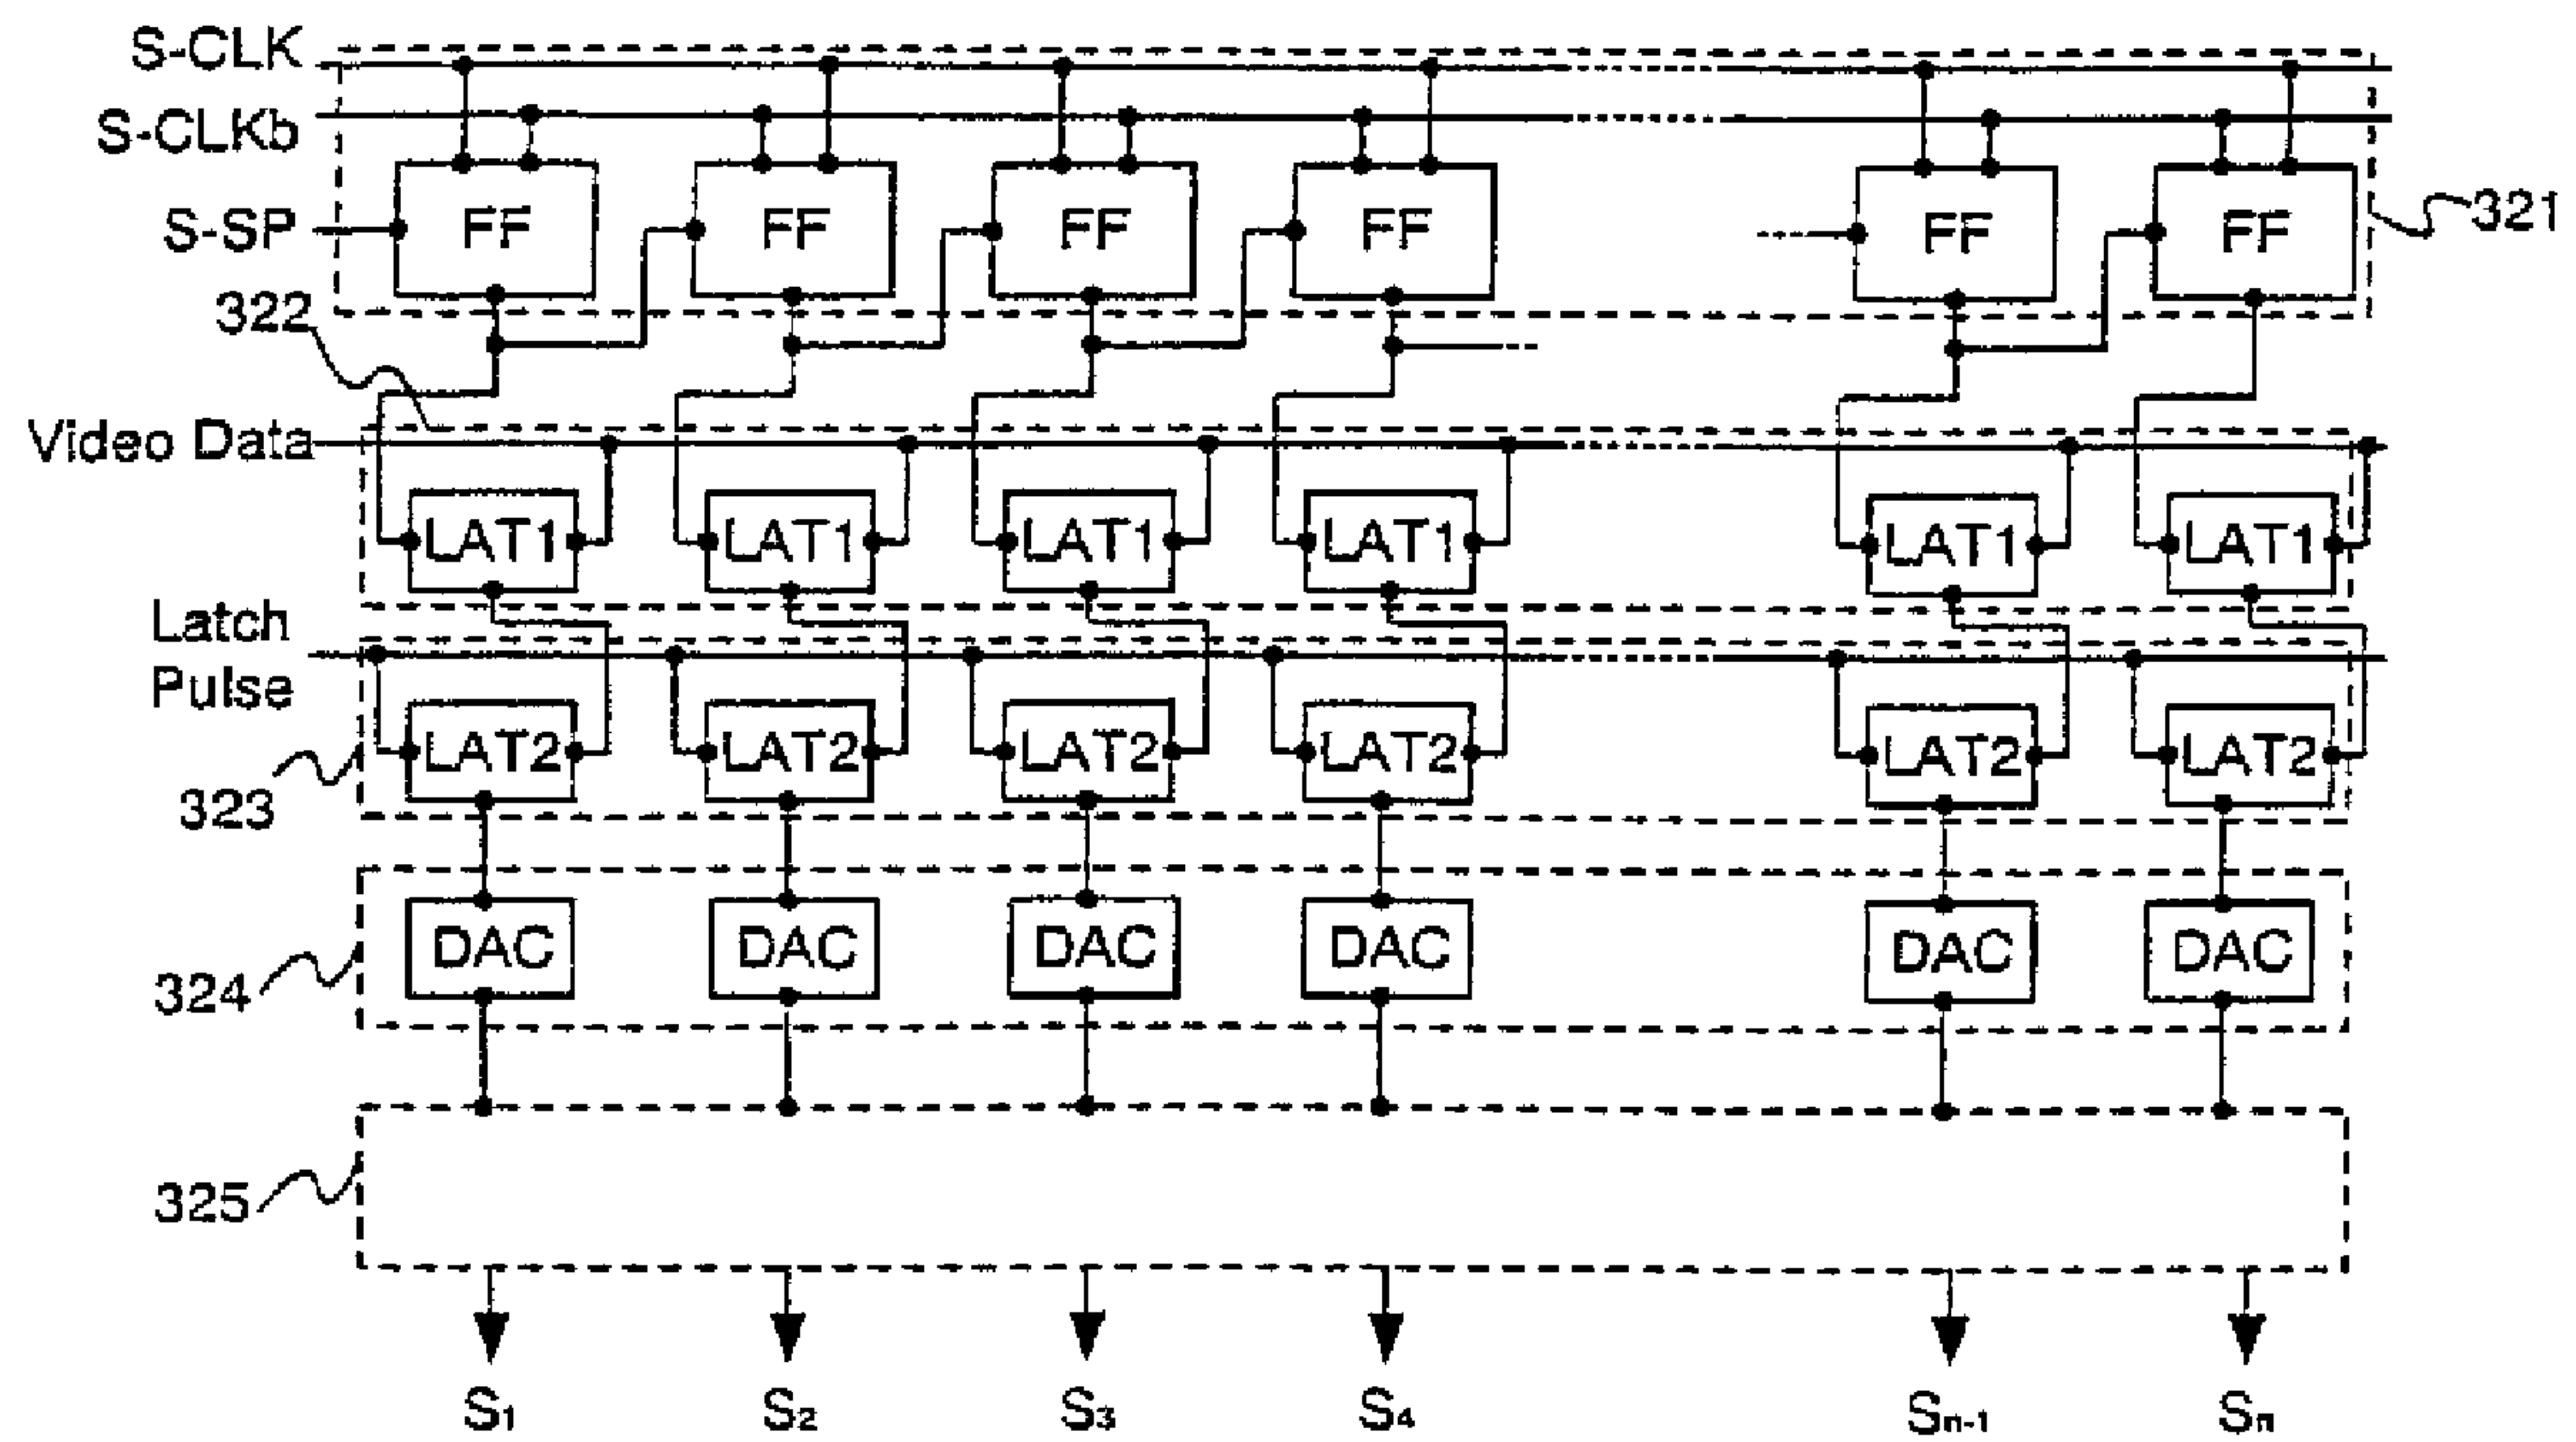 S-CLK
S-CLKb
S-SP
FF FF FF FF FF FF
321
322
Video Data
LAT1 LAT1 LAT1 LAT1 LAT1 LAT1
Latch
Pulse
LAT2 LAT2 LAT2 LAT2 LAT2 LAT2
323
DAC DAC DAC DAC DAC DAC
324
325
S1 S2 S3 S4 Sn-1 Sn